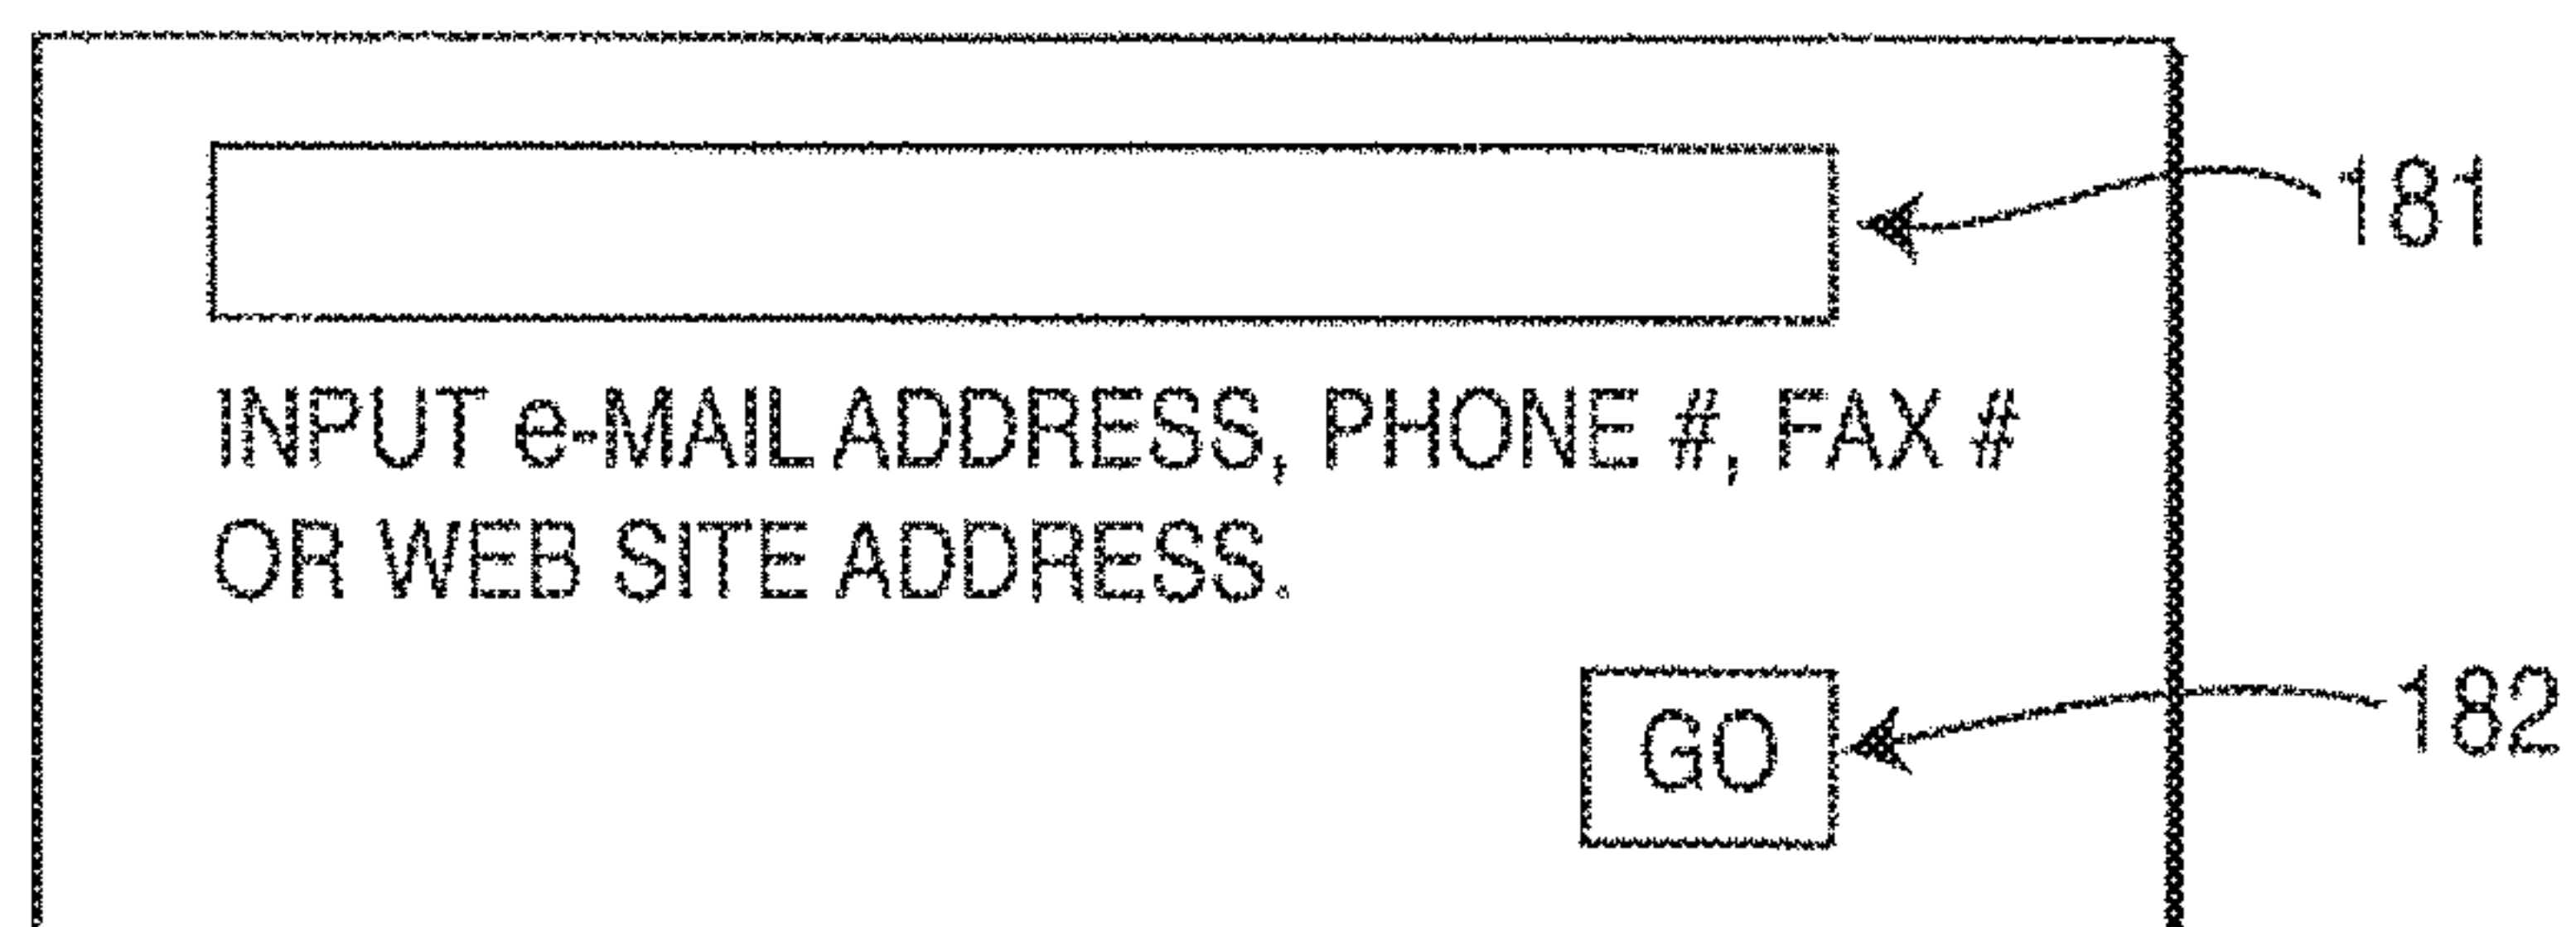 181
INPUT e-MAIL ADDRESS, PHONE #, FAX #
OR WEB SITE ADDRESS.
GO
182